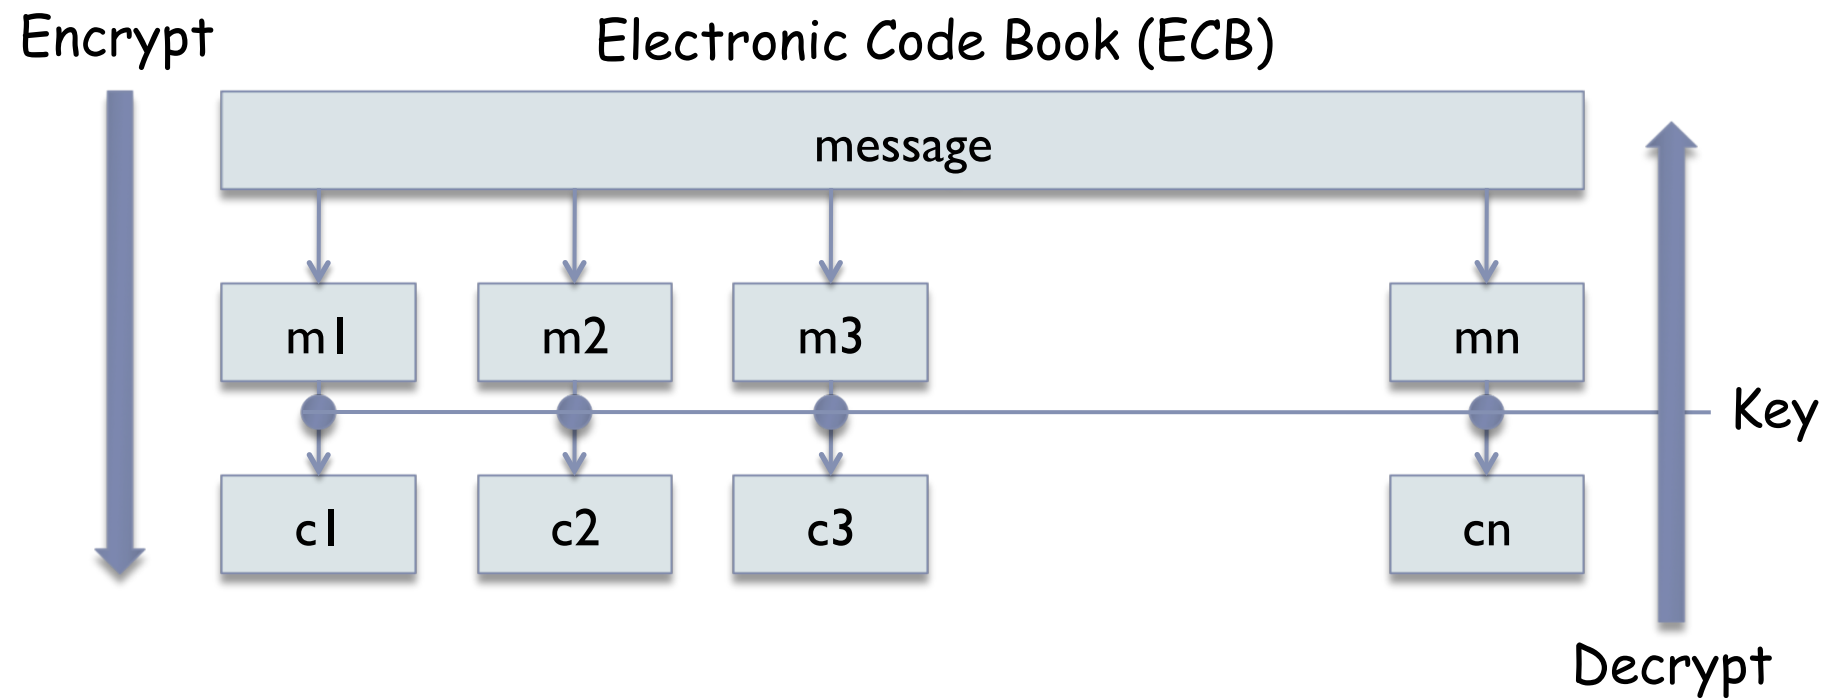 Encrypt
Electronic Code Book (ECB)
message
m1
m2
m3
mn
Key
c1
c2
c3
cn
Decrypt